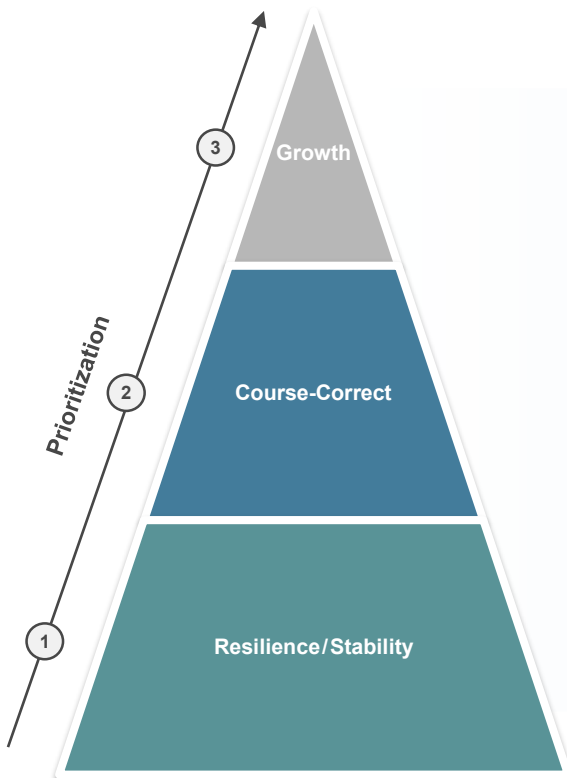 3
Growth
Prioritization
2
Course-Correct
1
Resilience/Stability